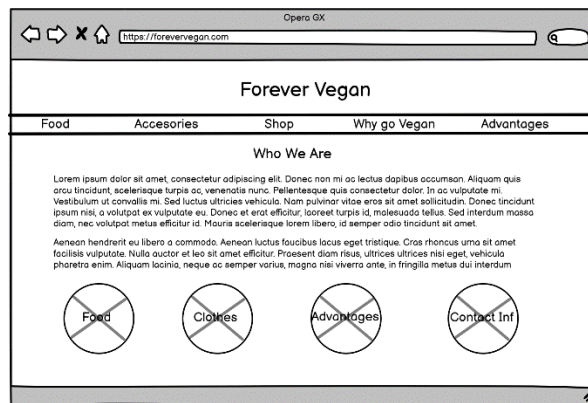 Opera GX
https://forevervegan.com
Forever Vegan
Food Accesories Shop Why go Vegan Advantages
Who We Are
Lorem ipsum dolor sit amet, consectetur adipiscing elit. Donec non mi ac lectus dapibus accumsan. Aliquam quis
arcu tincidunt, scelerisque turpis ac, venenatis nunc. Pellentesque quis consectetur dolor. In ac vulputate mi.
Vestibulum ut convallis mi. Sed luctus ultricies vehicula. Nam pulvinar vitae eros sit amet sollicitudin. Donec tincidunt
ipsum nisi, a volutpat ex vulputate eu. Donec et erat efficitur, laoreet turpis id, malesuada tellus. Sed interdum massa
diam, nec volutpat metus efficitur id. Mauris scelerisque lorem libero, id semper odio tincidunt sit amet.
Aenean hendrerit eu libero a commodo. Aenean luctus faucibus lacus eget tristique. Cras rhoncus urna sit amet
facilisis vulputate. Nulla auctor et leo sit amet efficitur. Praesent diam risus, ultrices ultrices nisi eget, vehicula
pharetra enim. Aliquam lacinia, neque ac semper varius, magna nisi viverra ante, in fringilla metus dui interdum
Food Clothes Advantages Contact Inf